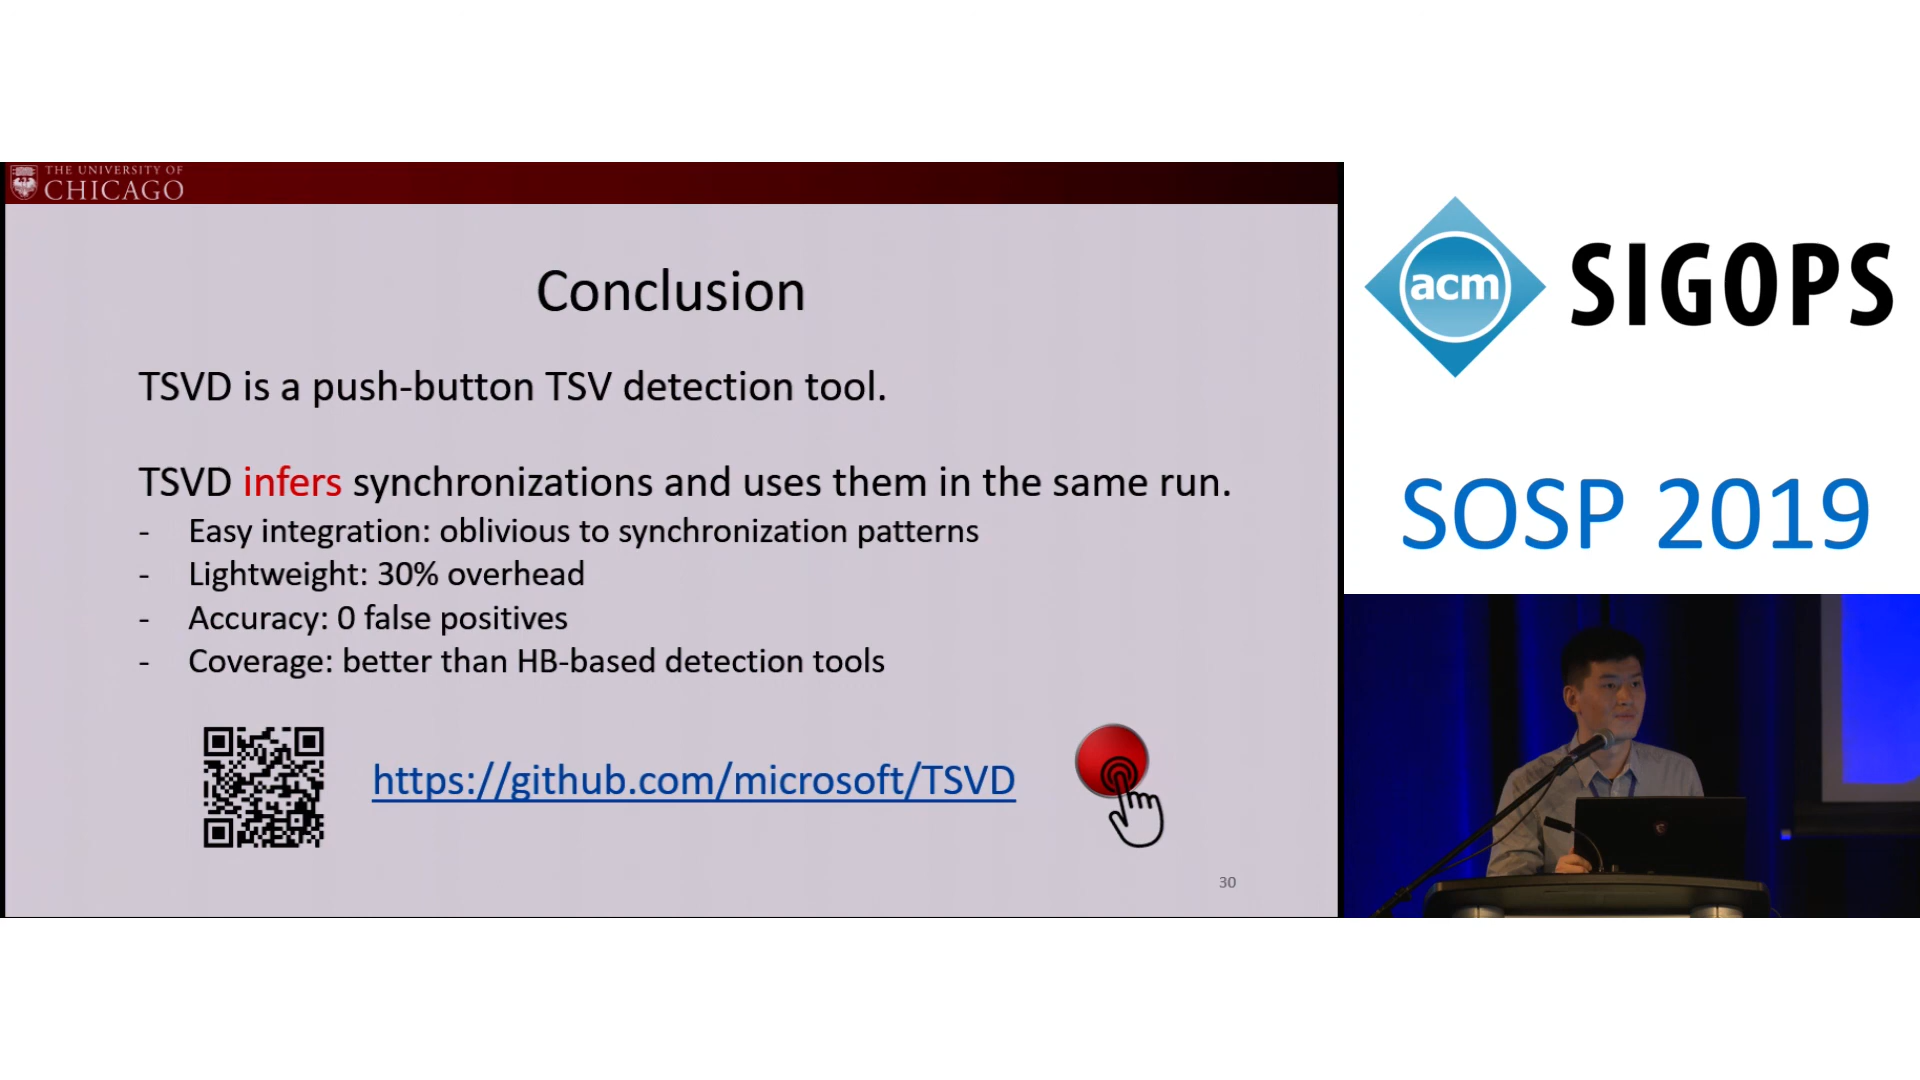 THE UNIVERSITY OF
CHICAGO
Conclusion
TSVD is a push-button TSV detection tool.
TSVD infers synchronizations and uses them in the same run.
- Easy integration: oblivious to synchronization patterns
- Lightweight: 30% overhead
- Accuracy: 0 false positives
- Coverage: better than HB-based detection tools
https://github.com/microsoft/TSVD
30
acm SIGOPS
SOSP 2019